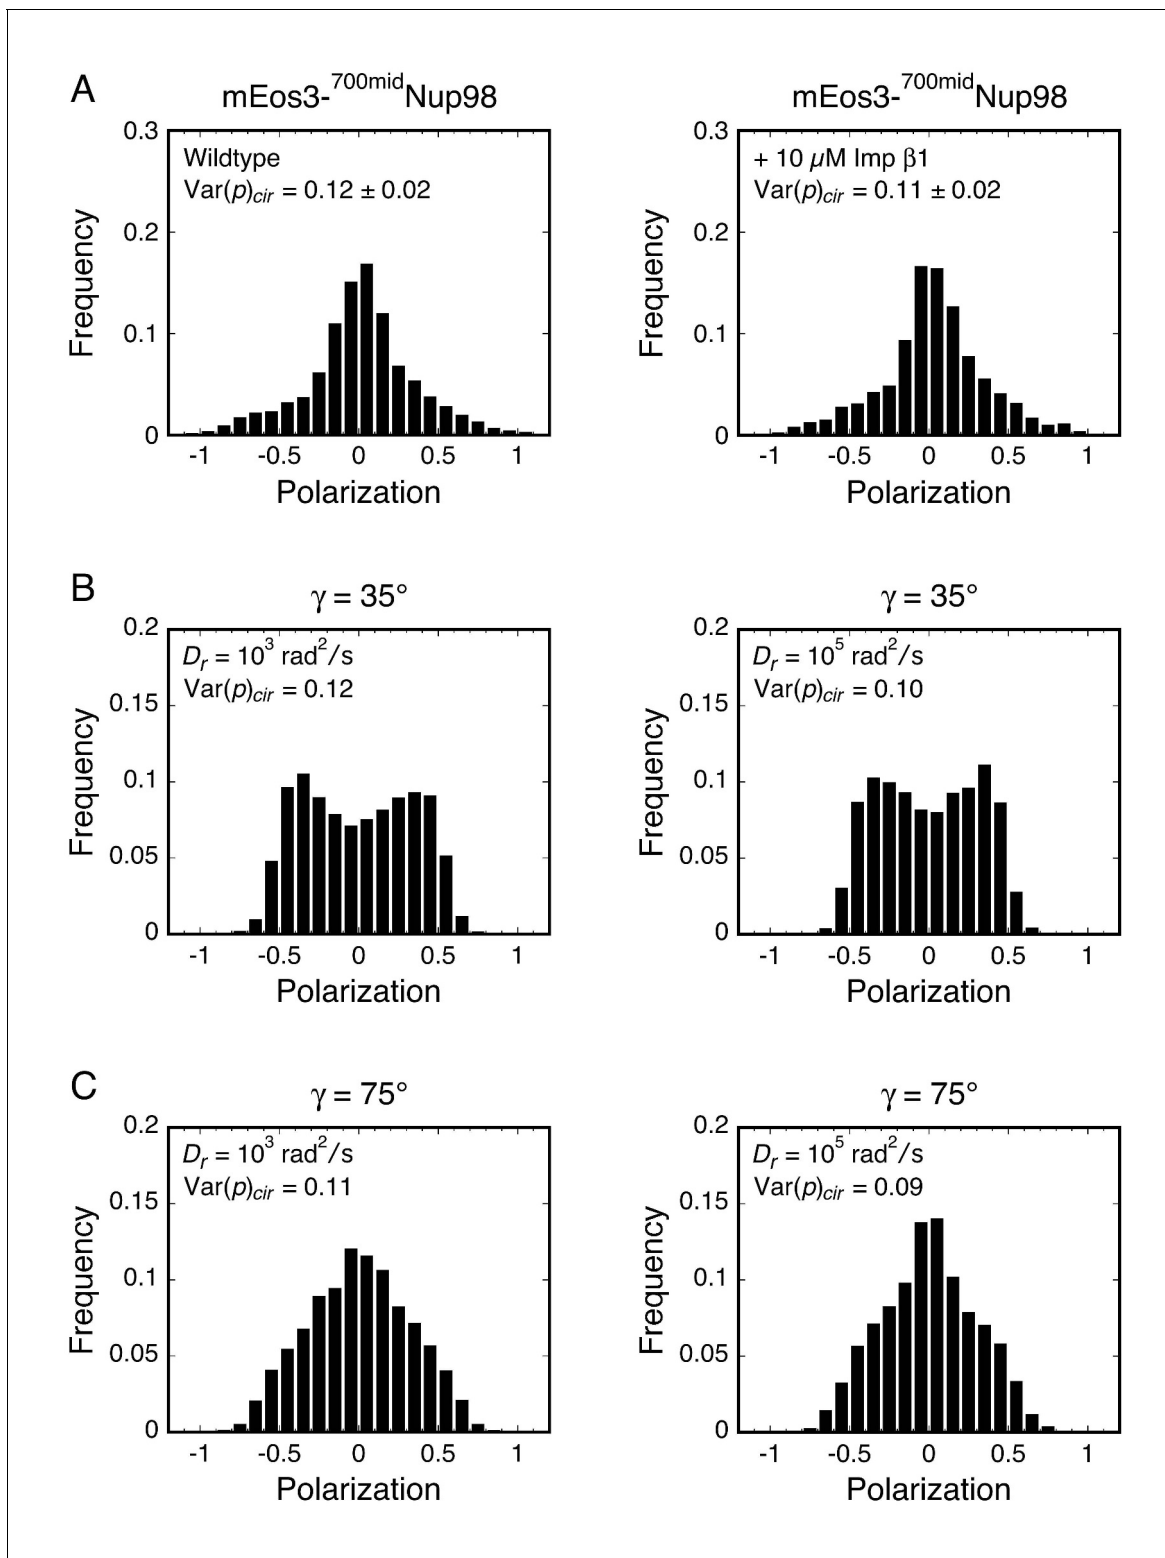 A
mEos3-700midNup98
mEos3-700midNup98
0.3
0.2
0.1
0
Frequency
Wildtype
Var(p)cir = 0.12 ± 0.02
-1 -0.5 0 0.5 1
Polarization
0.3
0.2
0.1
0
Frequency
+ 10 µM Imp β1
Var(p)cir = 0.11 ± 0.02
-1 -0.5 0 0.5 1
Polarization
B
γ = 35°
γ = 35°
0.2
0.15
0.1
0.05
0
Frequency
Dr = 10³ rad²/s
Var(p)cir = 0.12
-1 -0.5 0 0.5 1
Polarization
0.2
0.15
0.1
0.05
0
Frequency
Dr = 10⁵ rad²/s
Var(p)cir = 0.10
-1 -0.5 0 0.5 1
Polarization
C
γ = 75°
γ = 75°
0.2
0.15
0.1
0.05
0
Frequency
Dr = 10³ rad²/s
Var(p)cir = 0.11
-1 -0.5 0 0.5 1
Polarization
0.2
0.15
0.1
0.05
0
Frequency
Dr = 10⁵ rad²/s
Var(p)cir = 0.09
-1 -0.5 0 0.5 1
Polarization